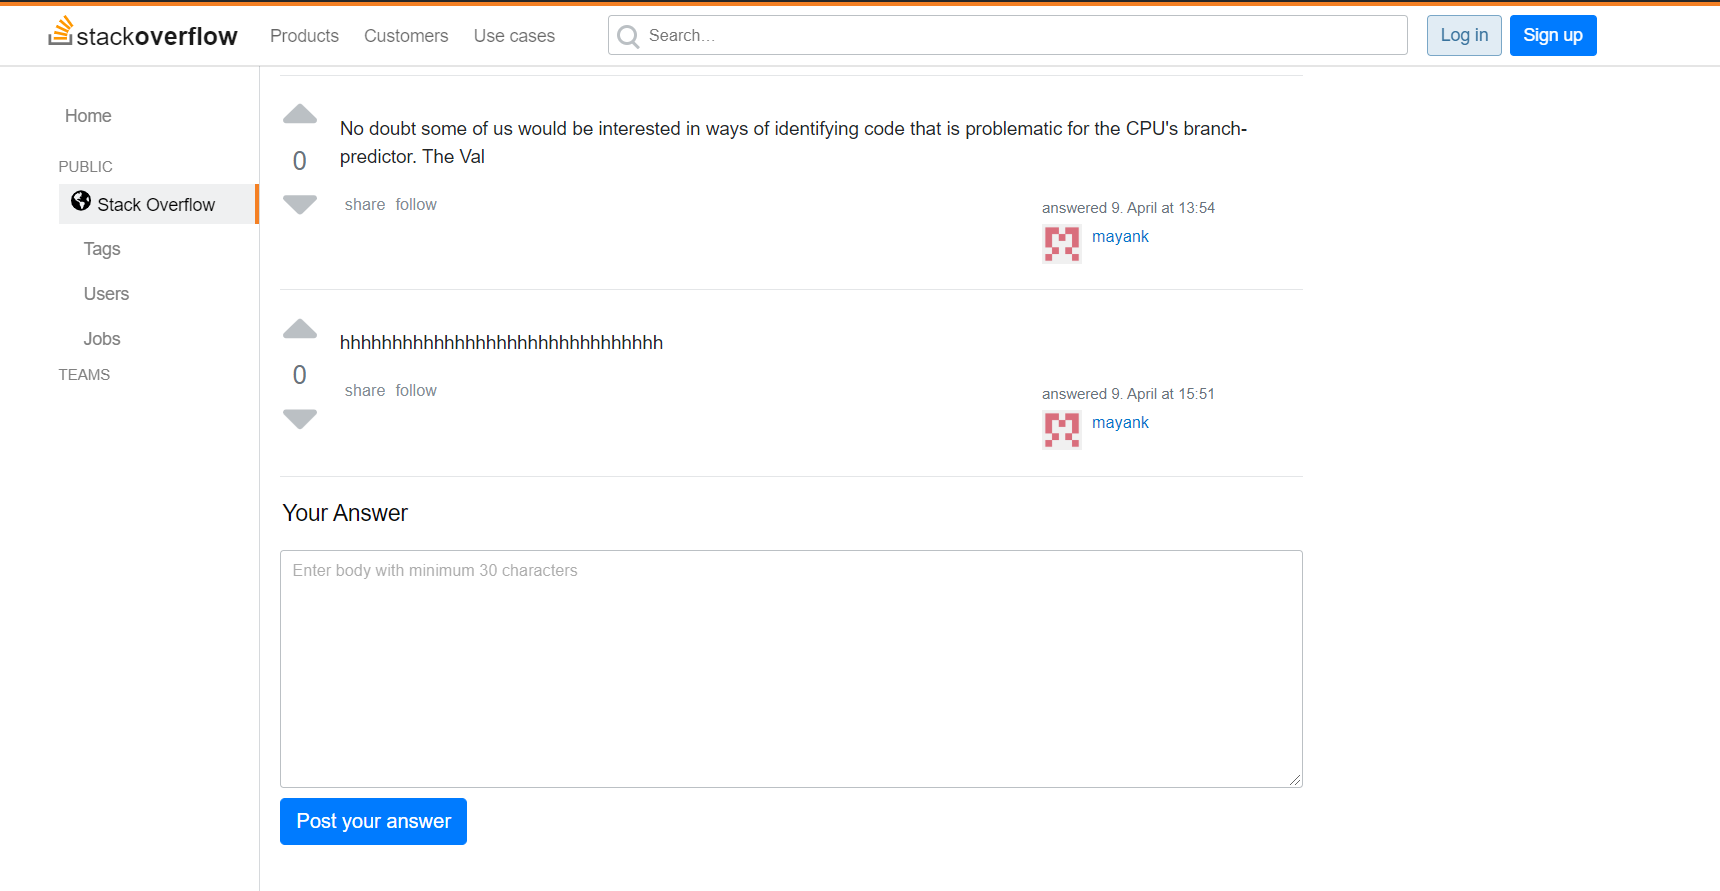 stackoverflow Products Customers Use cases Search... Log in Sign up
Home
PUBLIC
Stack Overflow
Tags
Users
Jobs
TEAMS
No doubt some of us would be interested in ways of identifying code that is problematic for the CPU's branch-
0 predictor. The Val
share follow
answered 9. April at 13:54
mayank
hhhhhhhhhhhhhhhhhhhhhhhhhhhhhhh
0
share follow
answered 9. April at 15:51
mayank
Your Answer
Enter body with minimum 30 characters
Post your answer